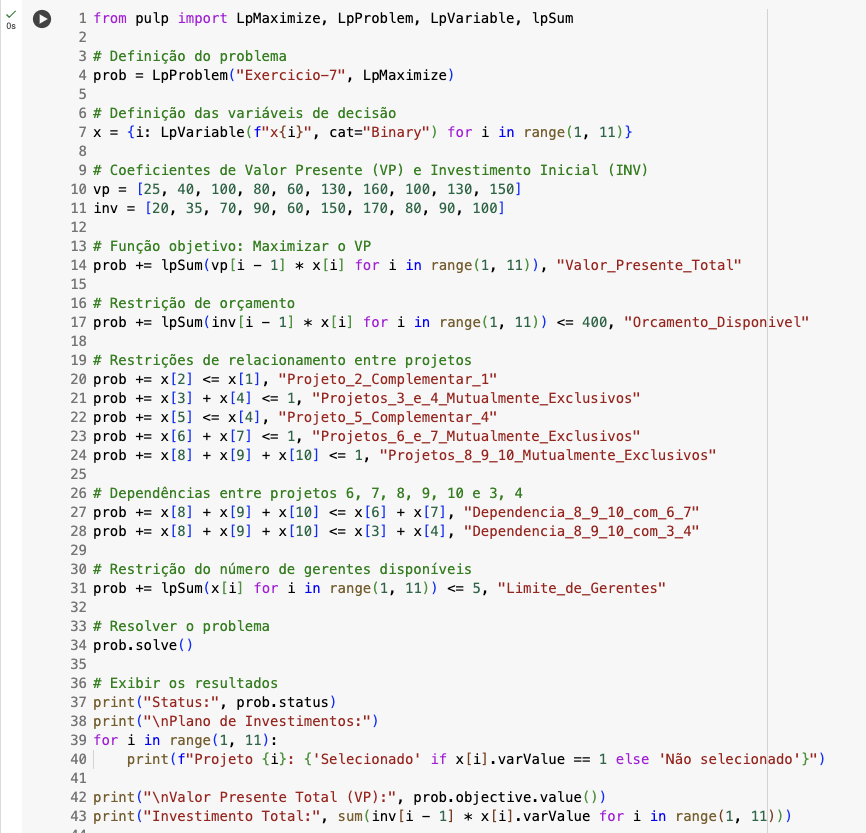 0s
1 from pulp import LpMaximize, LpProblem, LpVariable, lpSum
2
3 # Definição do problema
4 prob = LpProblem("Exercicio-7", LpMaximize)
5
6 # Definição das variáveis de decisão
7 x = {i: LpVariable(f"x{i}", cat="Binary") for i in range(1, 11)}
8
9 # Coeficientes de Valor Presente (VP) e Investimento Inicial (INV)
10 vp = [25, 40, 100, 80, 60, 130, 160, 100, 130, 150]
11 inv = [20, 35, 70, 90, 60, 150, 170, 80, 90, 100]
12
13 # Função objetivo: Maximizar o VP
14 prob += lpSum(vp[i - 1] * x[i] for i in range(1, 11)), "Valor_Presente_Total"
15
16 # Restrição de orçamento
17 prob += lpSum(inv[i - 1] * x[i] for i in range(1, 11)) <= 400, "Orcamento_Disponivel"
18
19 # Restrições de relacionamento entre projetos
20 prob += x[2] <= x[1], "Projeto_2_Complementar_1"
21 prob += x[3] + x[4] <= 1, "Projetos_3_e_4_Mutualmente_Exclusivos"
22 prob += x[5] <= x[4], "Projeto_5_Complementar_4"
23 prob += x[6] + x[7] <= 1, "Projetos_6_e_7_Mutualmente_Exclusivos"
24 prob += x[8] + x[9] + x[10] <= 1, "Projetos_8_9_10_Mutualmente_Exclusivos"
25
26 # Dependências entre projetos 6, 7, 8, 9, 10 e 3, 4
27 prob += x[8] + x[9] + x[10] <= x[6] + x[7], "Dependencia_8_9_10_com_6_7"
28 prob += x[8] + x[9] + x[10] <= x[3] + x[4], "Dependencia_8_9_10_com_3_4"
29
30 # Restrição do número de gerentes disponíveis
31 prob += lpSum(x[i] for i in range(1, 11)) <= 5, "Limite_de_Gerentes"
32
33 # Resolver o problema
34 prob.solve()
35
36 # Exibir os resultados
37 print("Status:", prob.status)
38 print("\nPlano de Investimentos:")
39 for i in range(1, 11):
40     print(f"Projeto {i}: {'Selecionado' if x[i].varValue == 1 else 'Não selecionado'}")
41
42 print("\nValor Presente Total (VP):", prob.objective.value())
43 print("Investimento Total:", sum(inv[i - 1] * x[i].varValue for i in range(1, 11)))